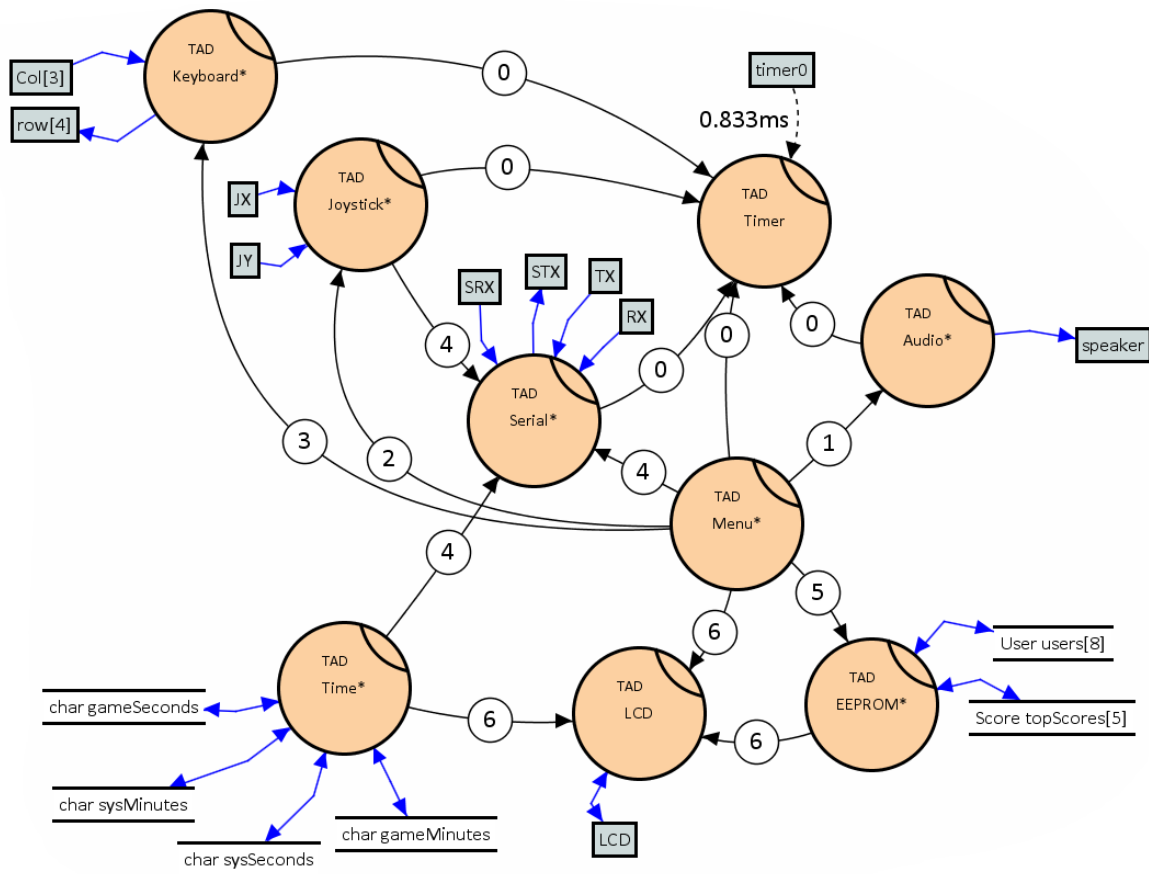 TAD
Keyboard*
Col[3]
row[4]
0
timer0
0.833ms
TAD
Joystick*
0
JX
JY
TAD
Timer
SRX
STX
TX
RX
4
0
0
0
TAD
Audio*
speaker
TAD
Serial*
3
2
4
1
TAD
Menu*
4
5
6
TAD
Time*
char gameSeconds
char sysMinutes
char sysSeconds
char gameMinutes
6
TAD
LCD
6
TAD
EEPROM*
User users[8]
Score topScores[5]
LCD